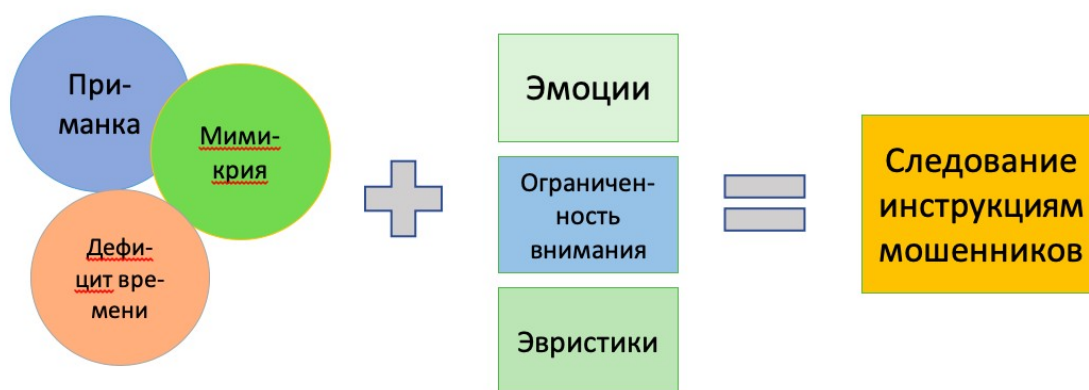 При-
манка
Мими-
крия
Дефи-
цит вре-
мени
Эмоции
Ограничен-
ность
внимания
Эвристики
Следование
инструкциям
мошенников